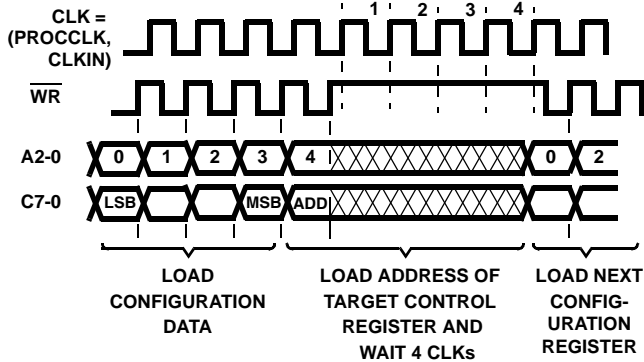 1 2 3 4
CLK =
(PROCCLK,
CLKIN)
WR
A2-0 0 1 2 3 4 0 2
C7-0 LSB MSB ADD
LOAD
CONFIGURATION
DATA
LOAD ADDRESS OF
TARGET CONTROL
REGISTER AND
WAIT 4 CLKs
LOAD NEXT
CONFIG-
URATION
REGISTER